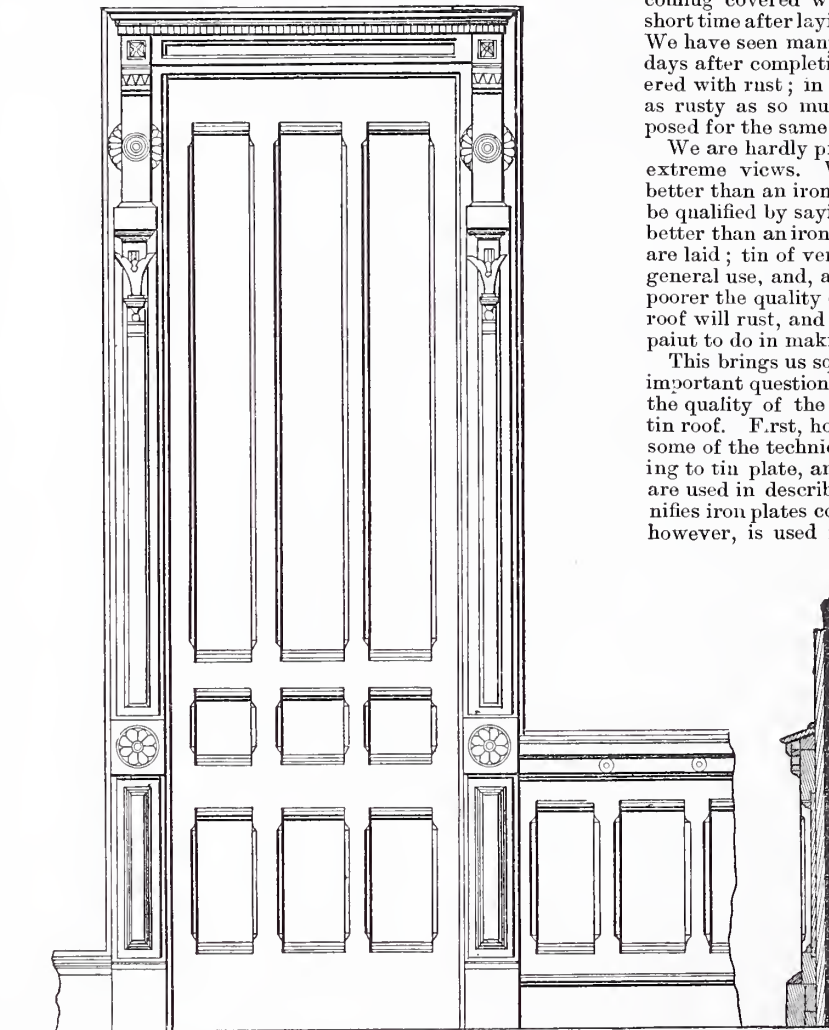 short time after layi
We have seen man
days after completi
ered with rust; in
as rusty as so mu
posed for the same
We are hardly p
extreme views.
better than an iron
be qualified by sayi
better than an iron
are laid; tin of ver
general use, and, a
poorer the quality
roof will rust, and
paint to do in maki
This brings us sq
important question
the quality of the
tin roof. First, ho
some of the technic
ing to tin plate, an
are used in describ
nifies iron plates co
however, is used